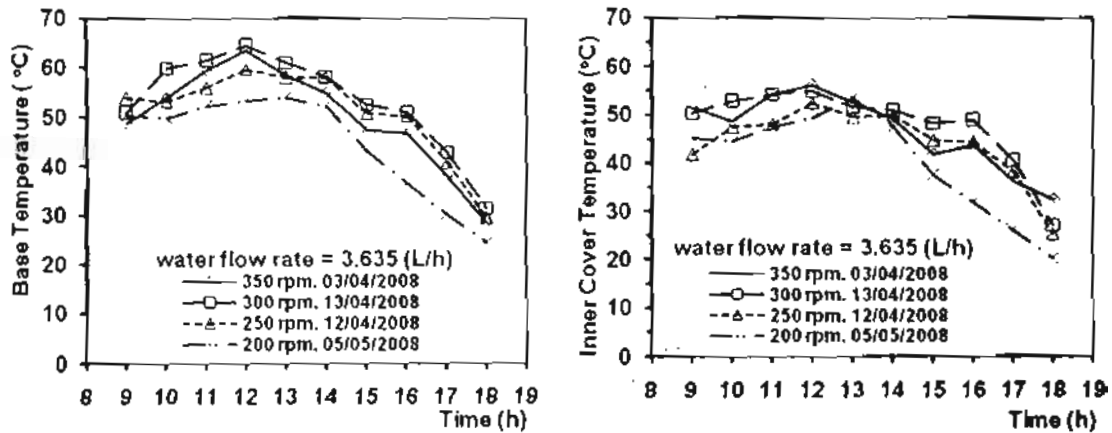 70
60
50
40
30
20
10
0
Base Temperature (°C)
water flow rate = 3.635 (L/h)
350 rpm. 03/04/2008
300 rpm. 13/04/2008
250 rpm. 12/04/2008
200 rpm. 05/05/2008
8 9 10 11 12 13 14 15 16 17 18 19
Time (h)
70
60
50
40
30
20
10
0
Inner Cover Temperature (°C)
water flow rate = 3.635 (L/h)
350 rpm. 03/04/2008
300 rpm. 13/04/2008
250 rpm. 12/04/2008
200 rpm. 05/05/2008
8 9 10 11 12 13 14 15 16 17 18 19
Time (h)